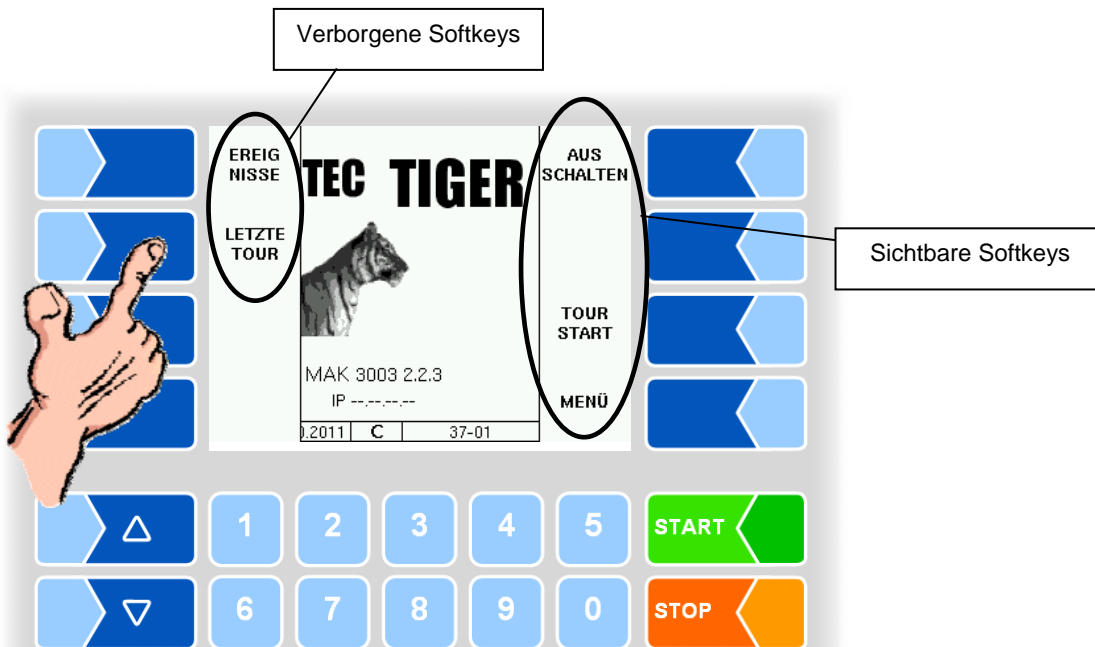 Verborgene Softkeys
EREIG
NISSE
LETZTE
TOUR
TEC TIGER
MAK 3003 2.2.3
IP --.--.--.--
0.2011 C 37-01
AUS
SCHALTEN
TOUR
START
MENÜ
Sichtbare Softkeys
1 2 3 4 5 START
6 7 8 9 0 STOP